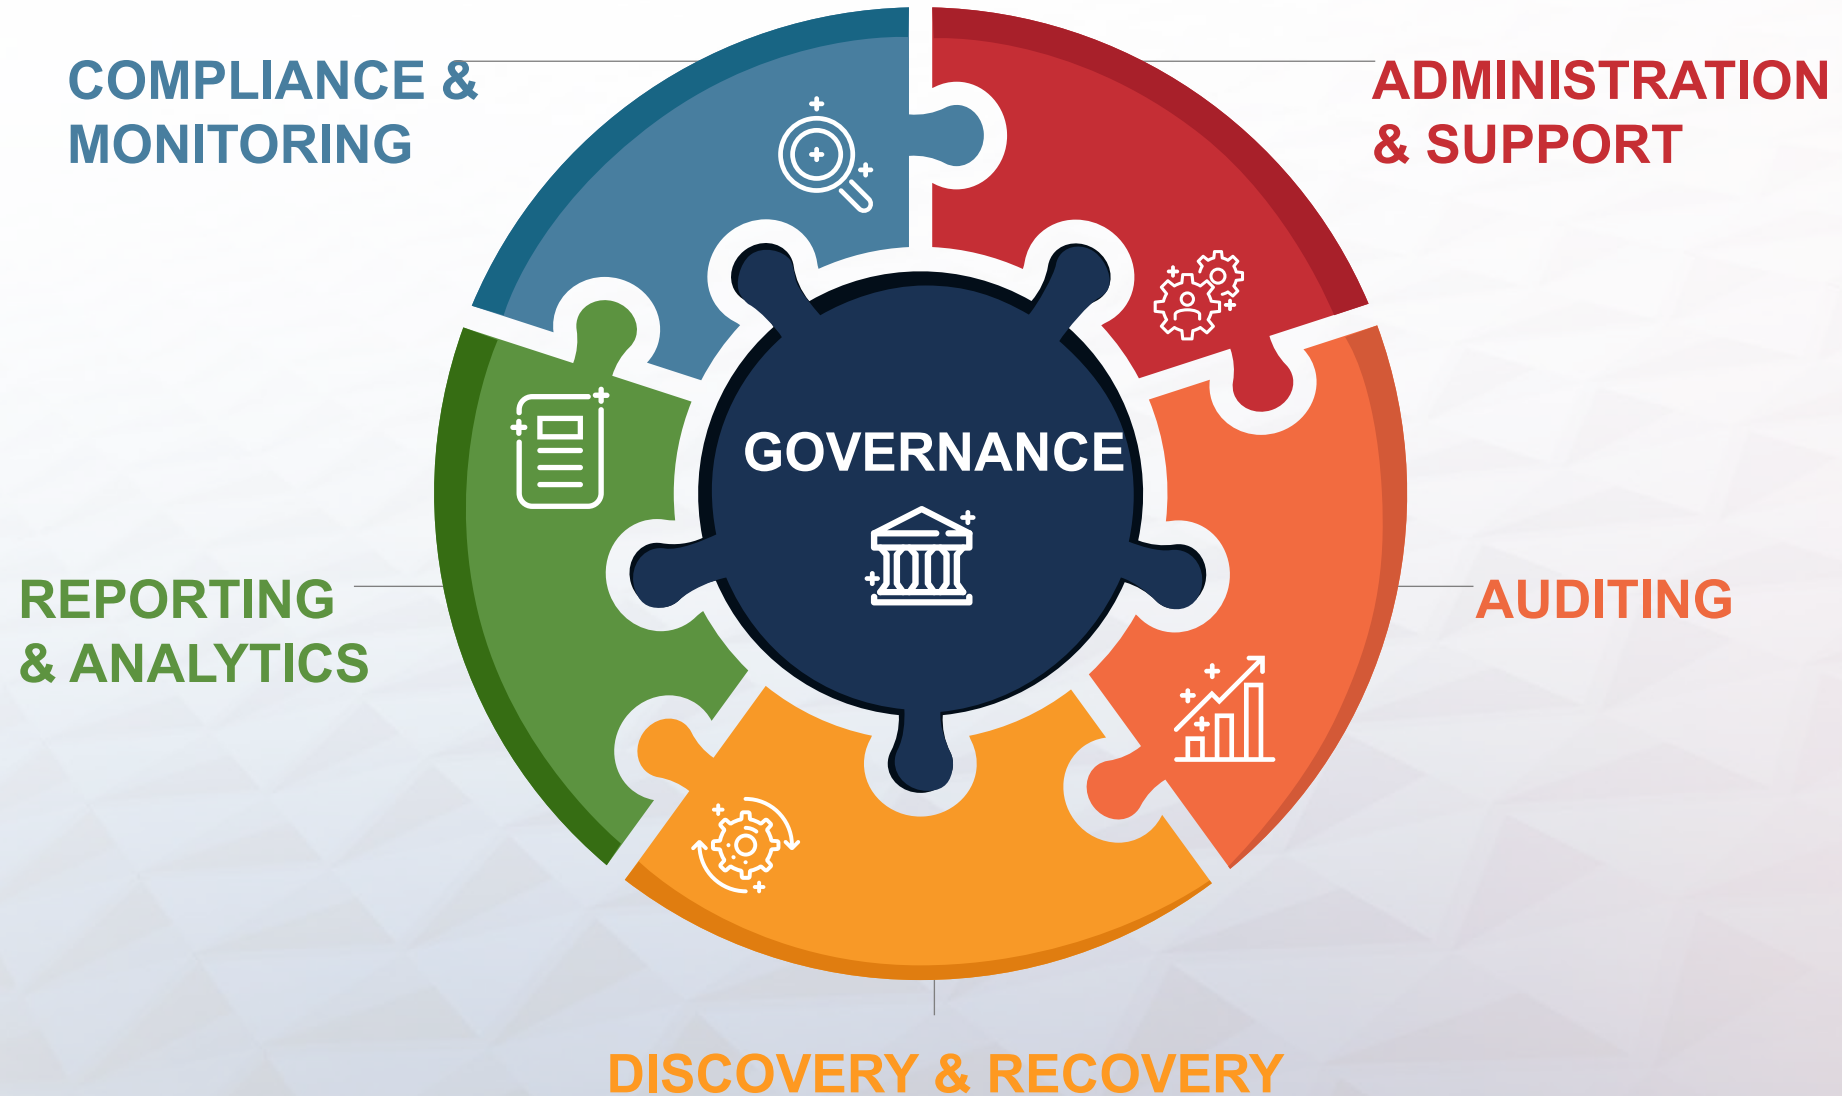 COMPLIANCE &
MONITORING
ADMINISTRATION
& SUPPORT
GOVERNANCE
REPORTING
& ANALYTICS
AUDITING
DISCOVERY & RECOVERY